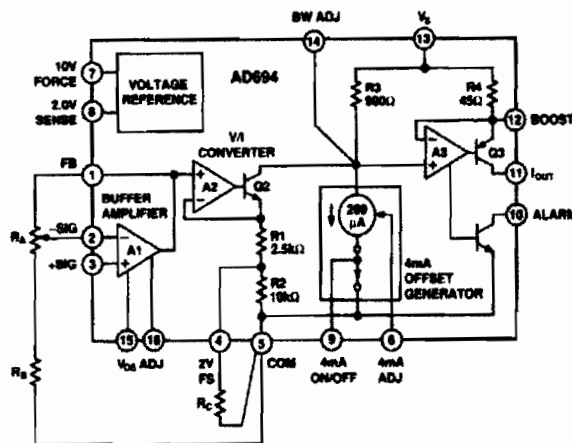 BW ADJ
14
VS
13
10V
FORCE
7
VOLTAGE
REFERENCE
AD694
R3
900Ω
R4
45Ω
2.0V
SENSE
8
12
BOOST
V/I
CONVERTER
A3
Q3
FB
1
+
A2
−
Q2
−
+
11
IOUT
BUFFER
AMPLIFIER
200
µA
10
ALARM
RA
−SIG
2
−
A1
+
+SIG
3
R1
2.5kΩ
R2
10kΩ
4mA
OFFSET
GENERATOR
15
16
4
5
9
6
VOS ADJ
2V
FS
COM
4mA
ON/OFF
4mA
ADJ
RB
RC